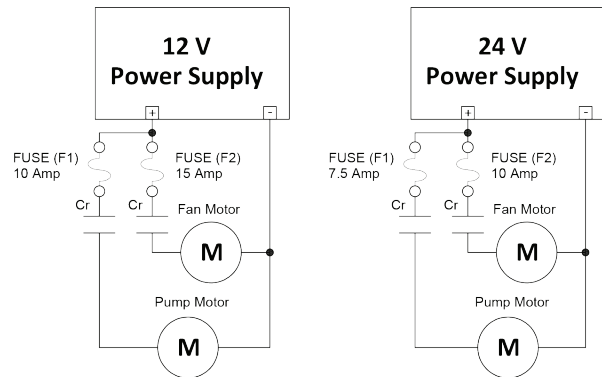 12 V
Power Supply
+
-
FUSE (F1)
10 Amp
FUSE (F2)
15 Amp
Cr
Cr
Fan Motor
M
Pump Motor
M
24 V
Power Supply
+
-
FUSE (F1)
7.5 Amp
FUSE (F2)
10 Amp
Cr
Cr
Fan Motor
M
Pump Motor
M